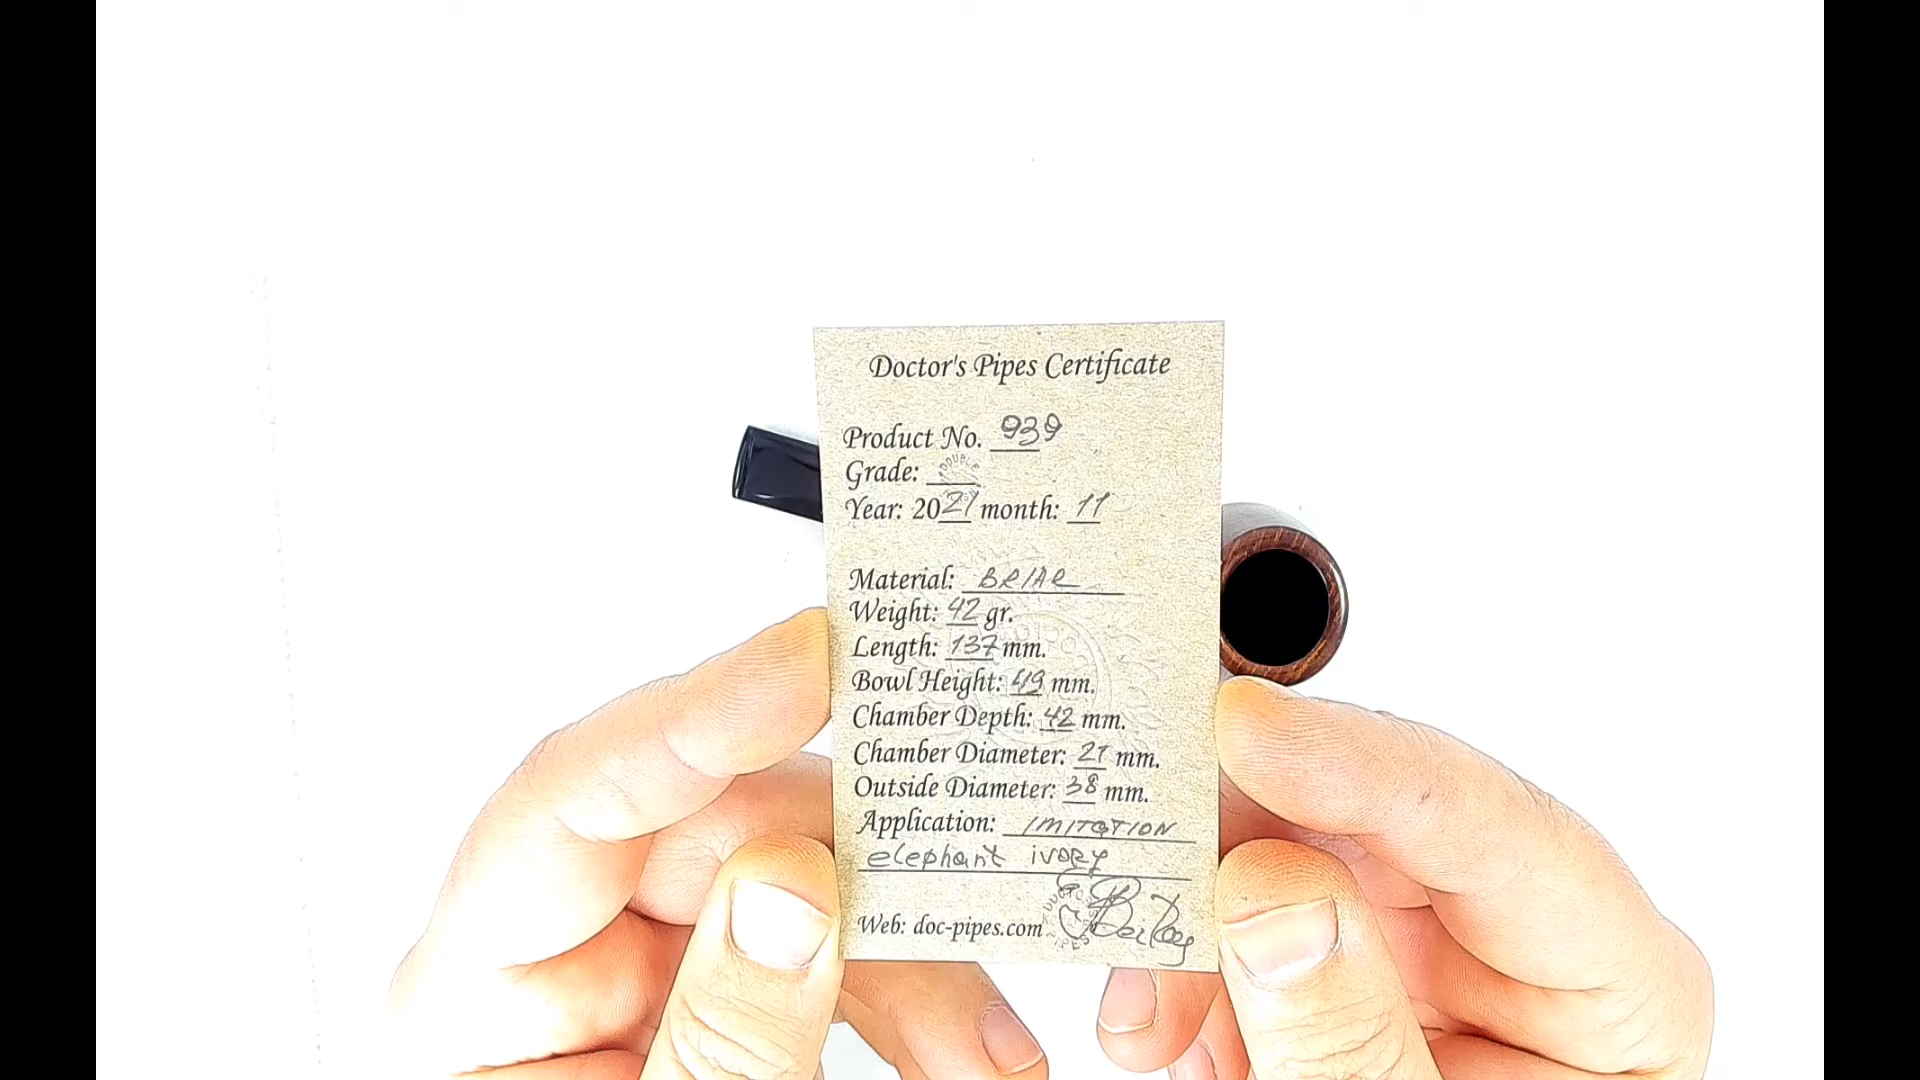 Doctor's Pipes Certificate
Product No. 939
Grade: DOUBLE
Year: 2021 month: 11
Material: BRIAR
Weight: 42 gr.
Length: 137 mm.
Bowl Height: 49 mm.
Chamber Depth: 42 mm.
Chamber Diameter: 21 mm.
Outside Diameter: 38 mm.
Application: IMITATION
elephant IVORY
Web: doc-pipes.com